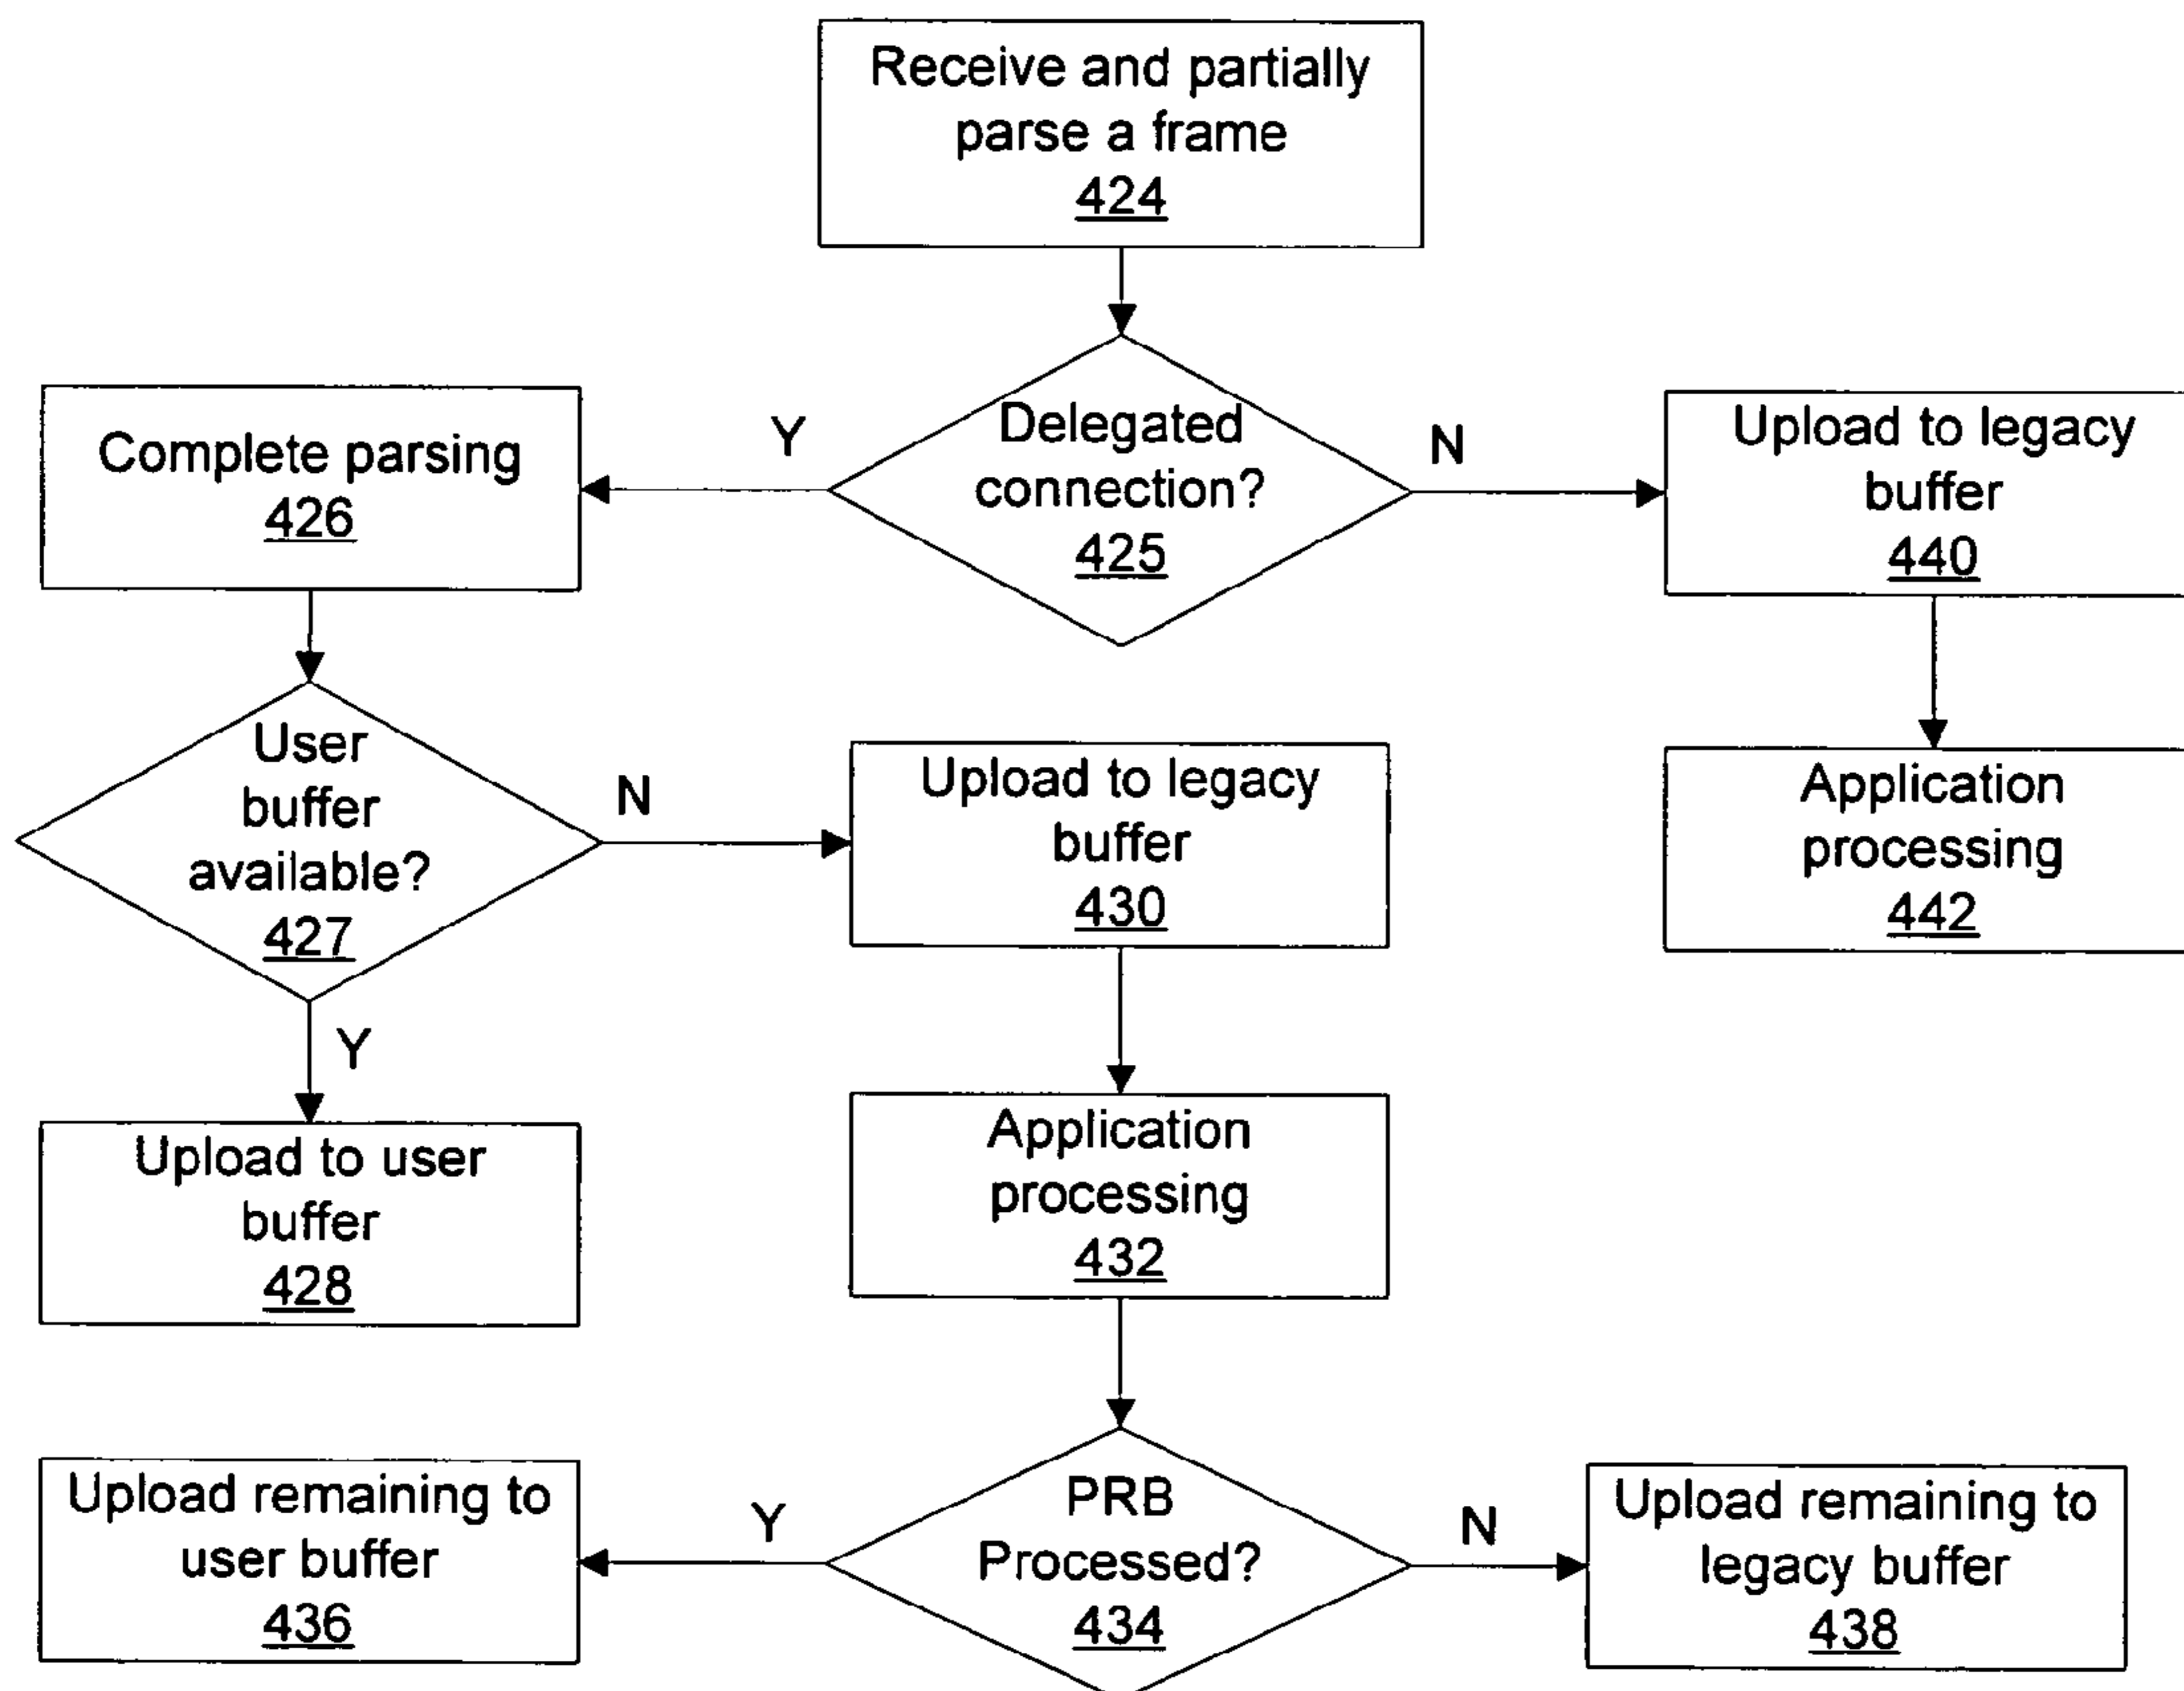 Receive and partially
parse a frame
424
Delegated
connection?
425
Y
N
Complete parsing
426
Upload to legacy
buffer
440
User
buffer
available?
427
N
Y
Upload to legacy
buffer
430
Application
processing
442
Upload to user
buffer
428
Application
processing
432
PRB
Processed?
434
Y
N
Upload remaining to
user buffer
436
Upload remaining to
legacy buffer
438